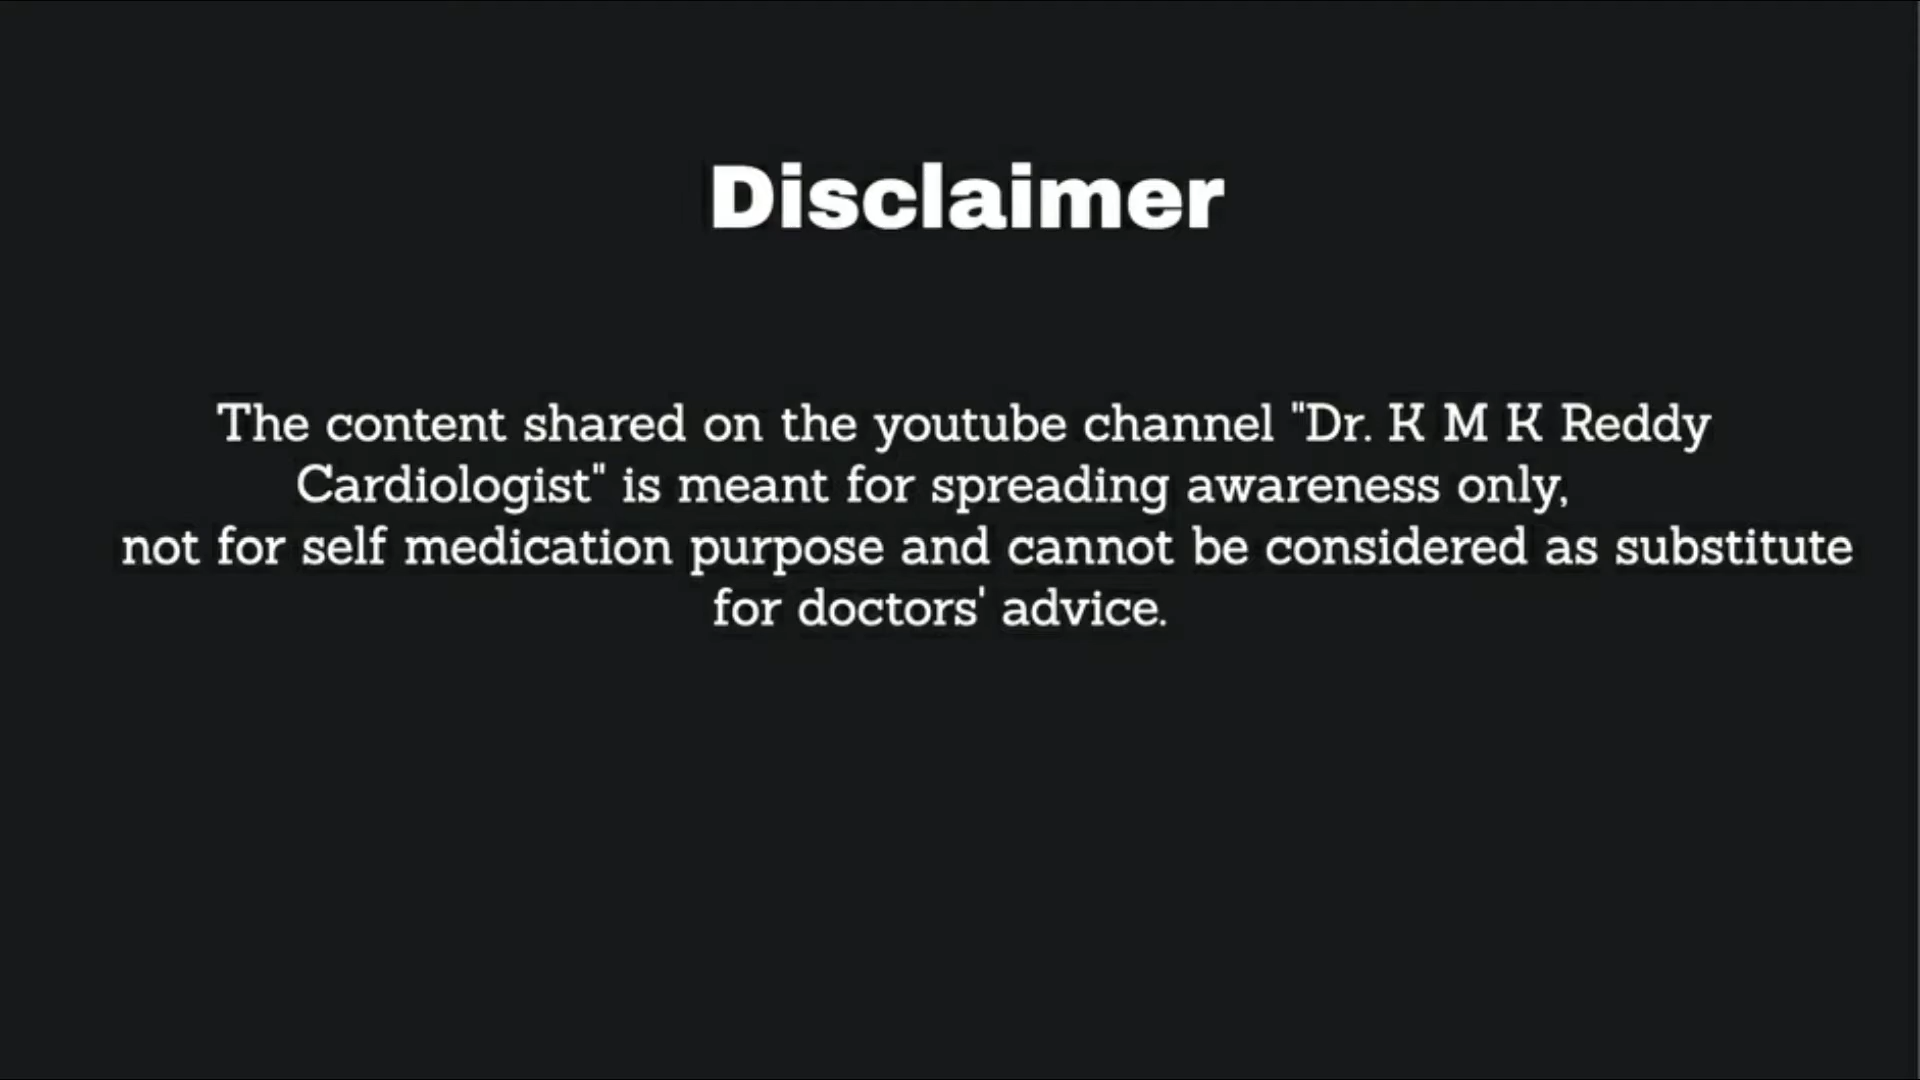 Disclaimer
The content shared on the youtube channel "Dr. K M K Reddy
Cardiologist" is meant for spreading awareness only,
not for self medication purpose and cannot be considered as substitute
for doctors' advice.